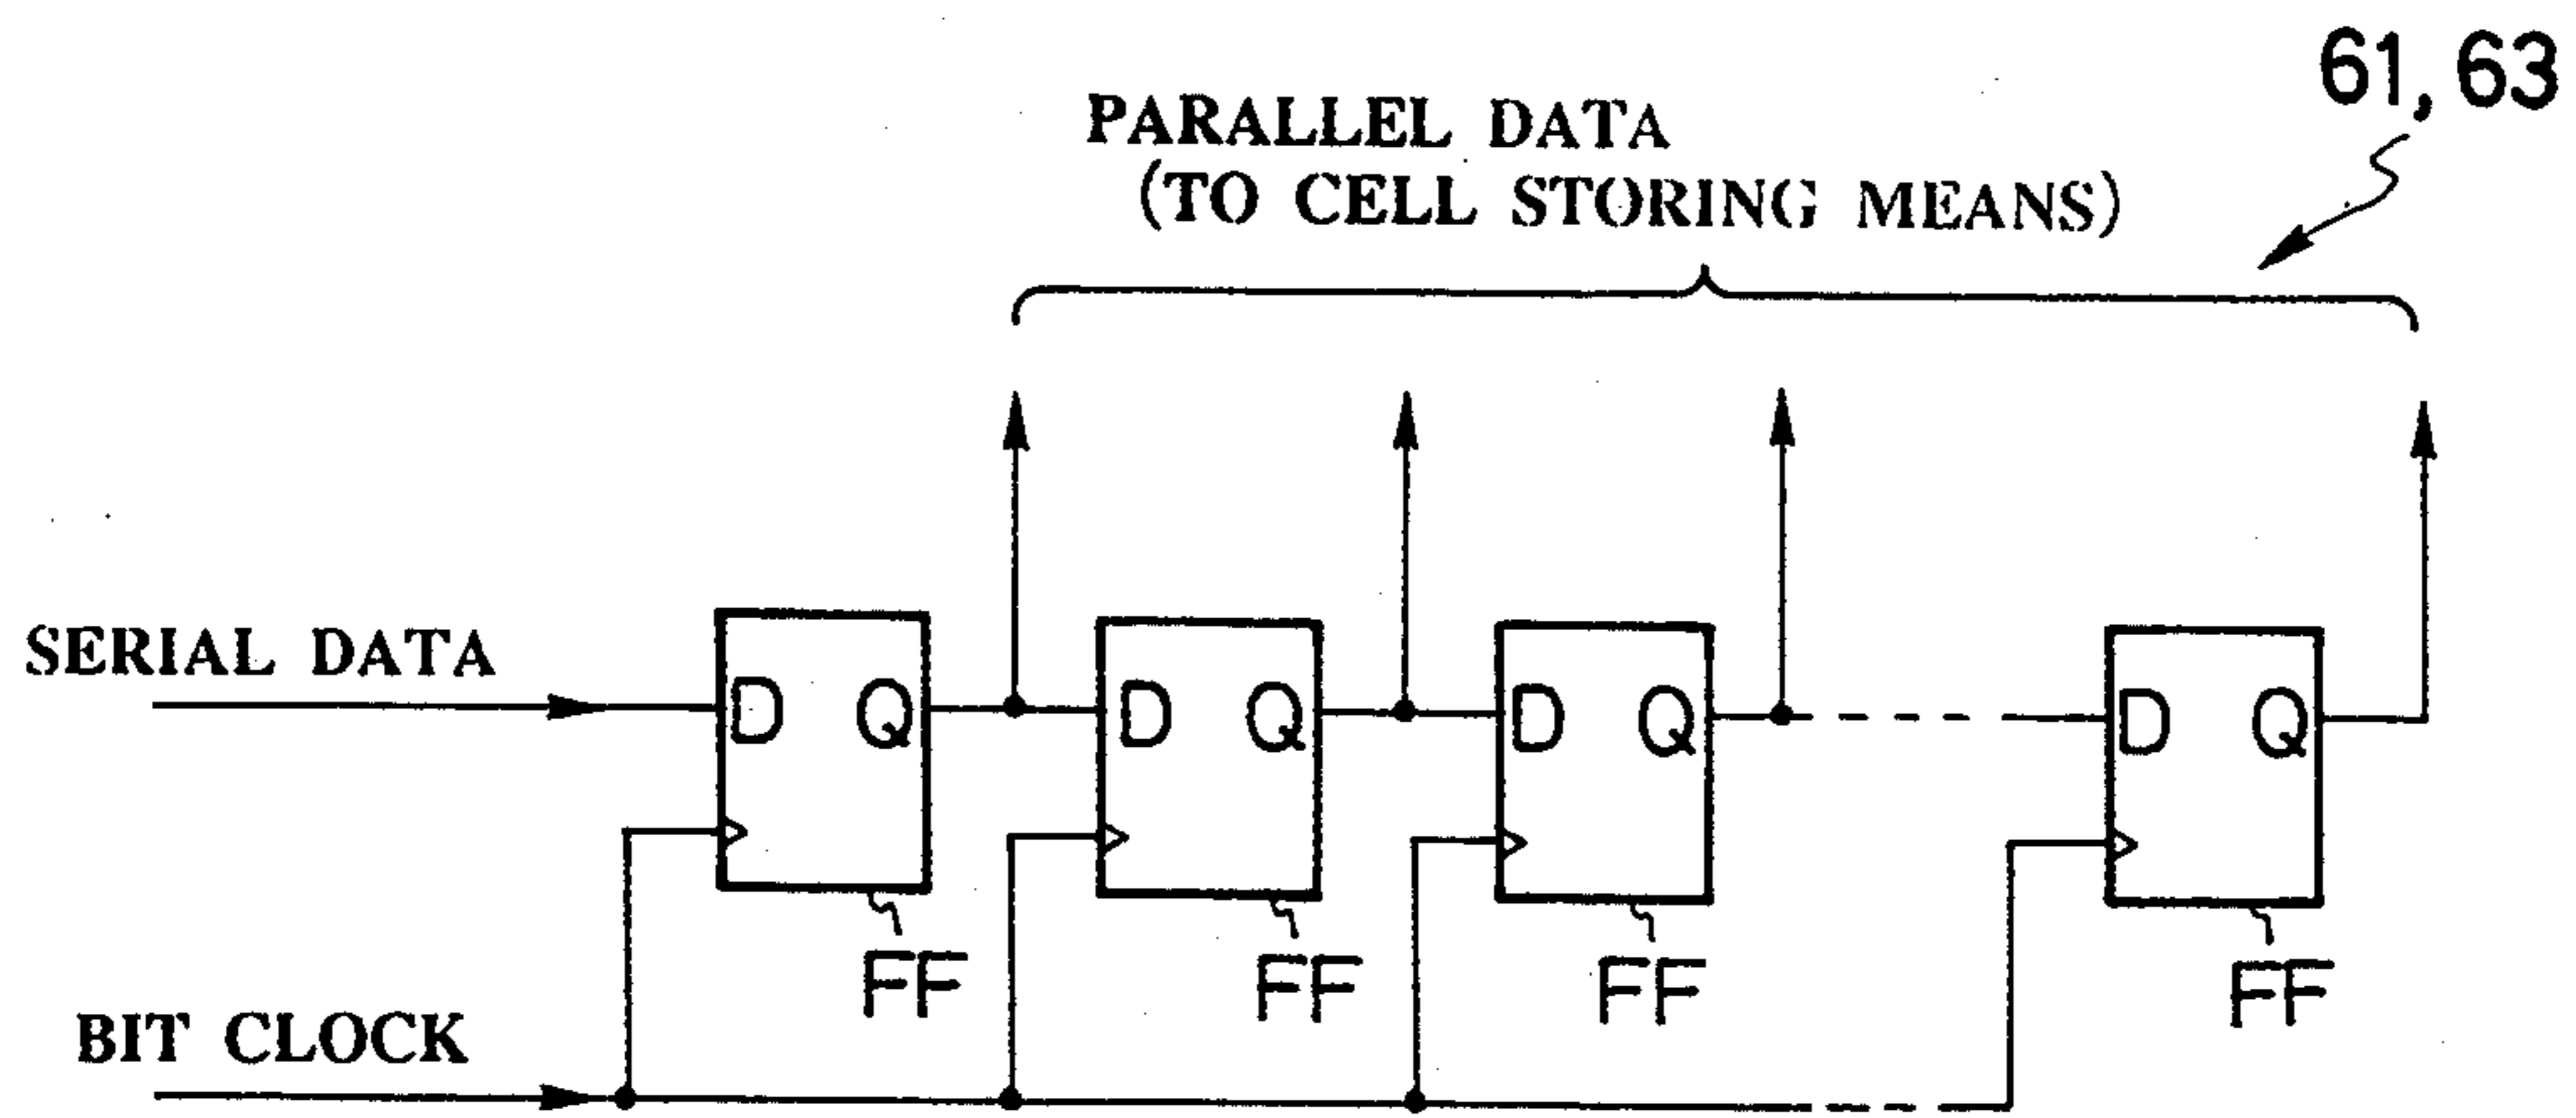 61, 63
PARALLEL DATA
(TO CELL STORING MEANS)
SERIAL DATA
D Q D Q D Q D Q
FF FF FF FF
BIT CLOCK